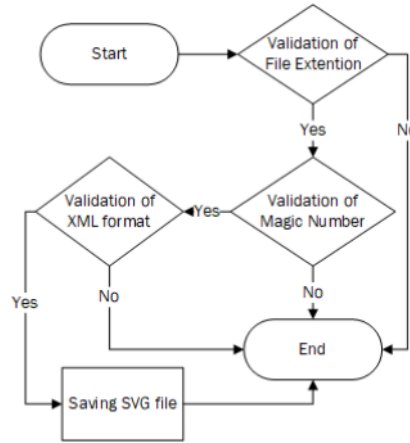 Start
Validation of
File Extention
Yes
No
Validation of
XML format
Yes
Validation of
Magic Number
Yes
No
No
End
Saving SVG file